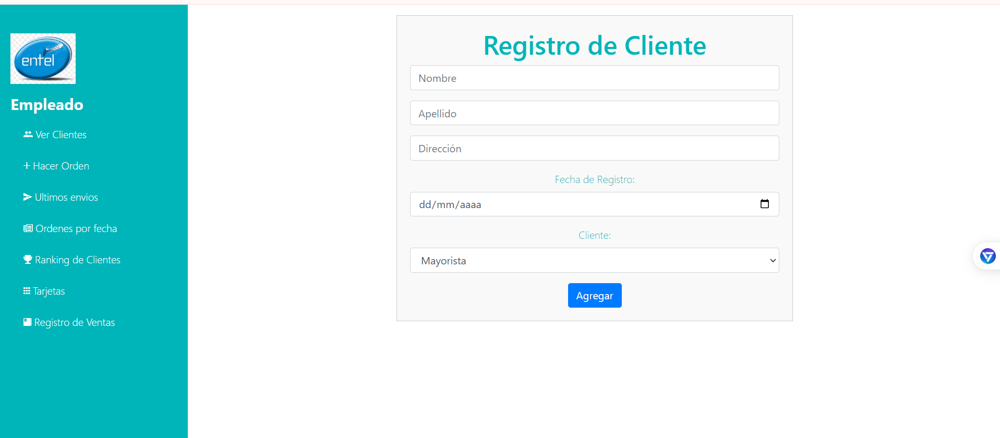 entel
Empleado
Ver Clientes
Hacer Orden
Ultimos envios
Ordenes por fecha
Ranking de Clientes
Tarjetas
Registro de Ventas
Registro de Cliente
Nombre
Apellido
Dirección
Fecha de Registro:
dd/mm/aaaa
Cliente:
Mayorista
Agregar